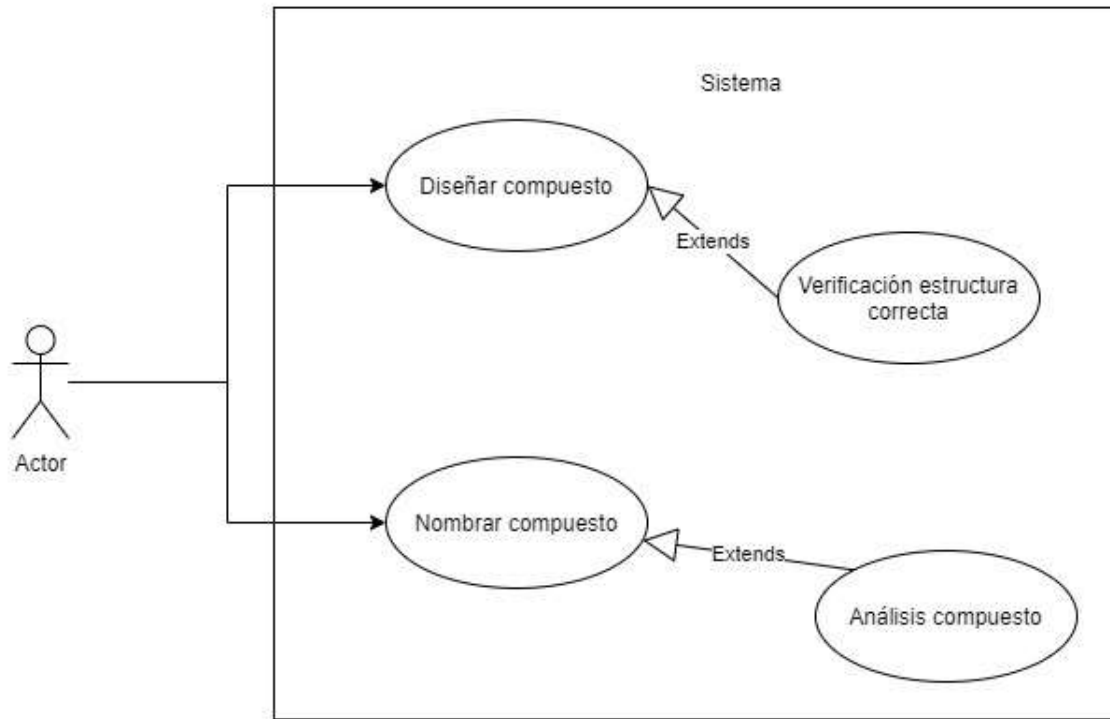 Sistema
Diseñar compuesto
Extends
Verificación estructura
correcta
Actor
Nombrar compuesto
Extends
Análisis compuesto